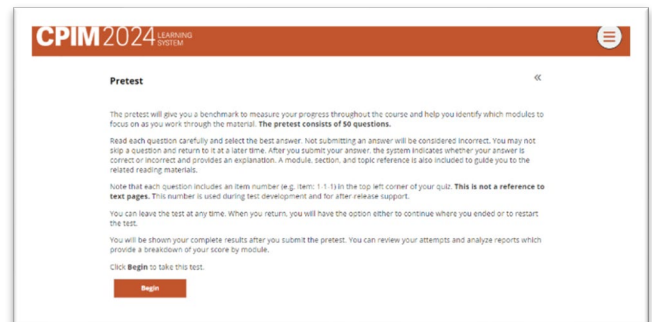 CPIM 2024 LEARNING
SYSTEM
Pretest
The pretest will give you a benchmark to measure your progress throughout the course and help you identify which modules to
focus on as you work through the material. The pretest consists of 50 questions.
Read each question carefully and select the best answer. Not submitting an answer will be considered incorrect. You may not
skip a question and return to it at a later time. After you submit your answer, the system indicates whether your answer is
correct or incorrect and provides an explanation. A module, section, and topic reference is also included to guide you to the
related reading materials.
Note that each question includes an item number (e.g. Item: 1-1-1) in the top left corner of your quiz. This is not a reference to
text pages. This number is used during test development and for after release support.
You can leave the test at any time. When you return, you will have the option either to continue where you ended or to restart
the test.
You will be shown your complete results after you submit the pretest. You can review your attempts and analyze reports which
provide a breakdown of your score by module.
Click Begin to take this test.
Begin